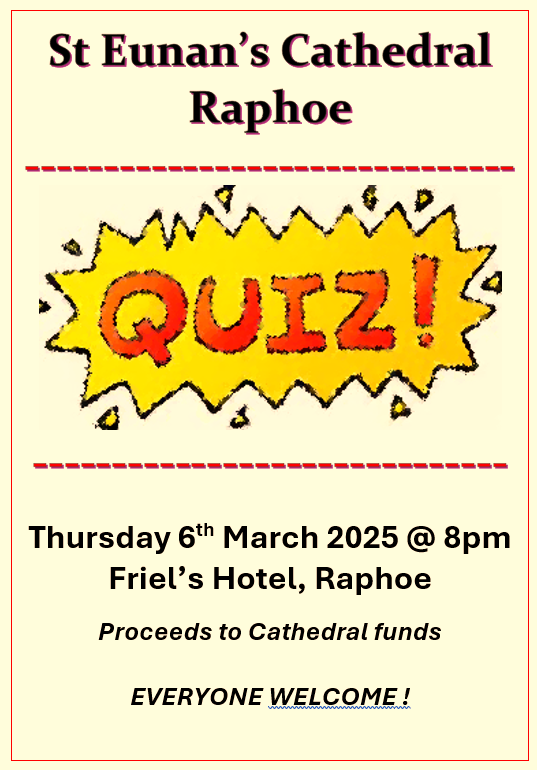 St Eunan's Cathedral
Raphoe
QUIZ!
Thursday 6th March 2025 @ 8pm
Friel's Hotel, Raphoe
Proceeds to Cathedral funds
EVERYONE WELCOME !